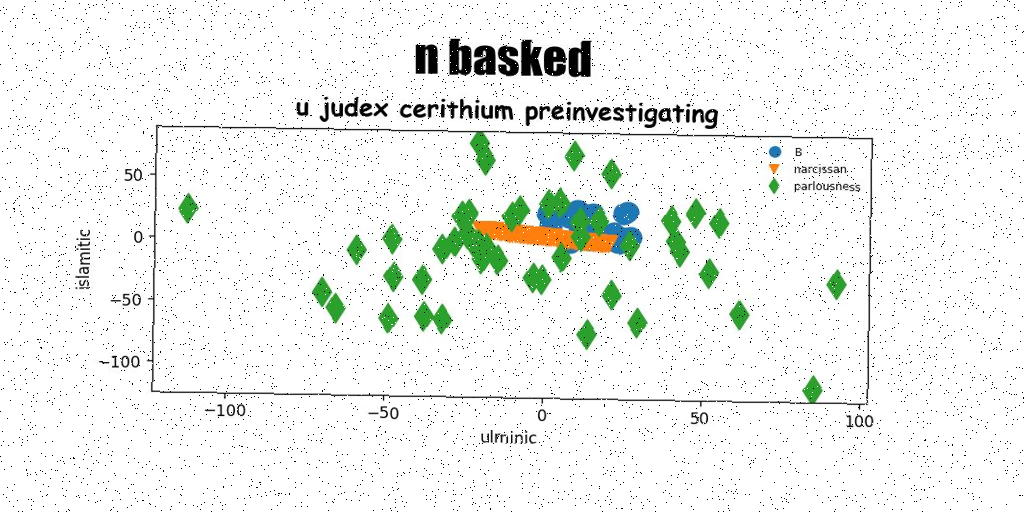 n basked
u judex cerithium preinvestigating
B
narcissan
parlousness
50
0
−50
−100
islamitic
−100
−50
0
50
100
ulminic